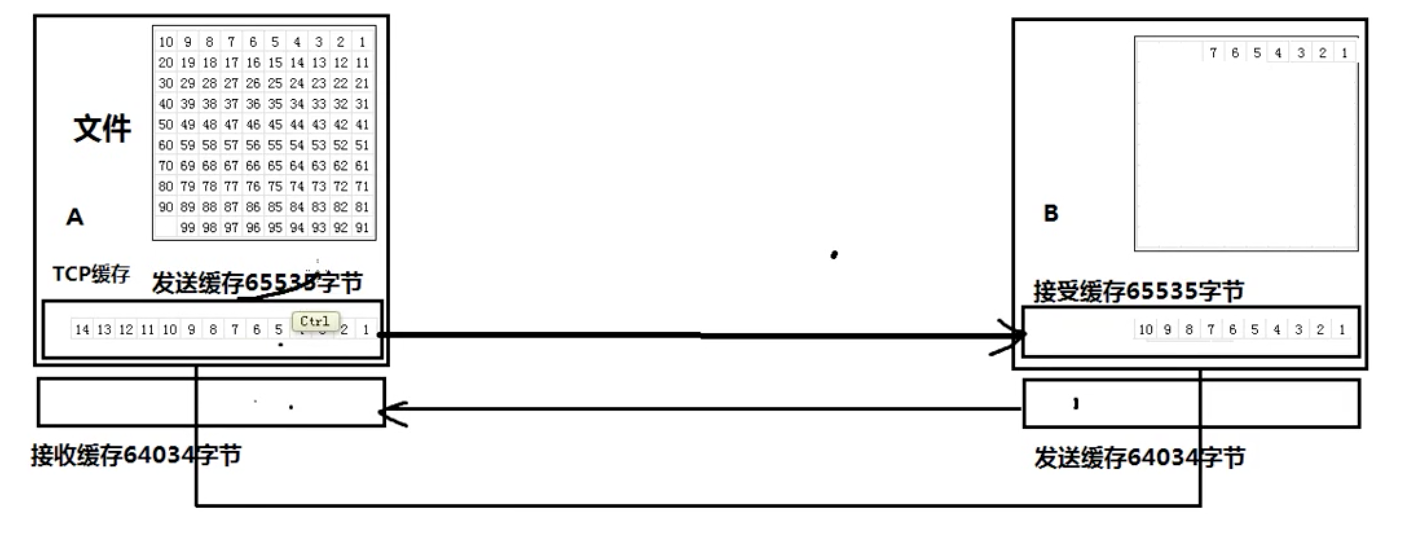 10 9 8 7 6 5 4 3 2 1
20 19 18 17 16 15 14 13 12 11
30 29 28 27 26 25 24 23 22 21
40 39 38 37 36 35 34 33 32 31
50 49 48 47 46 45 44 43 42 41
60 59 58 57 56 55 54 53 52 51
70 69 68 67 66 65 64 63 62 61
80 79 78 77 76 75 74 73 72 71
90 89 88 87 86 85 84 83 82 81
99 98 97 96 95 94 93 92 91
文件
A
TCP缓存
发送缓存65535字节
14 13 12 11 10 9 8 7 6 5 2 1
Ctrl
接收缓存64034字节
7 6 5 4 3 2 1
B
接受缓存65535字节
10 9 8 7 6 5 4 3 2 1
1
发送缓存64034字节